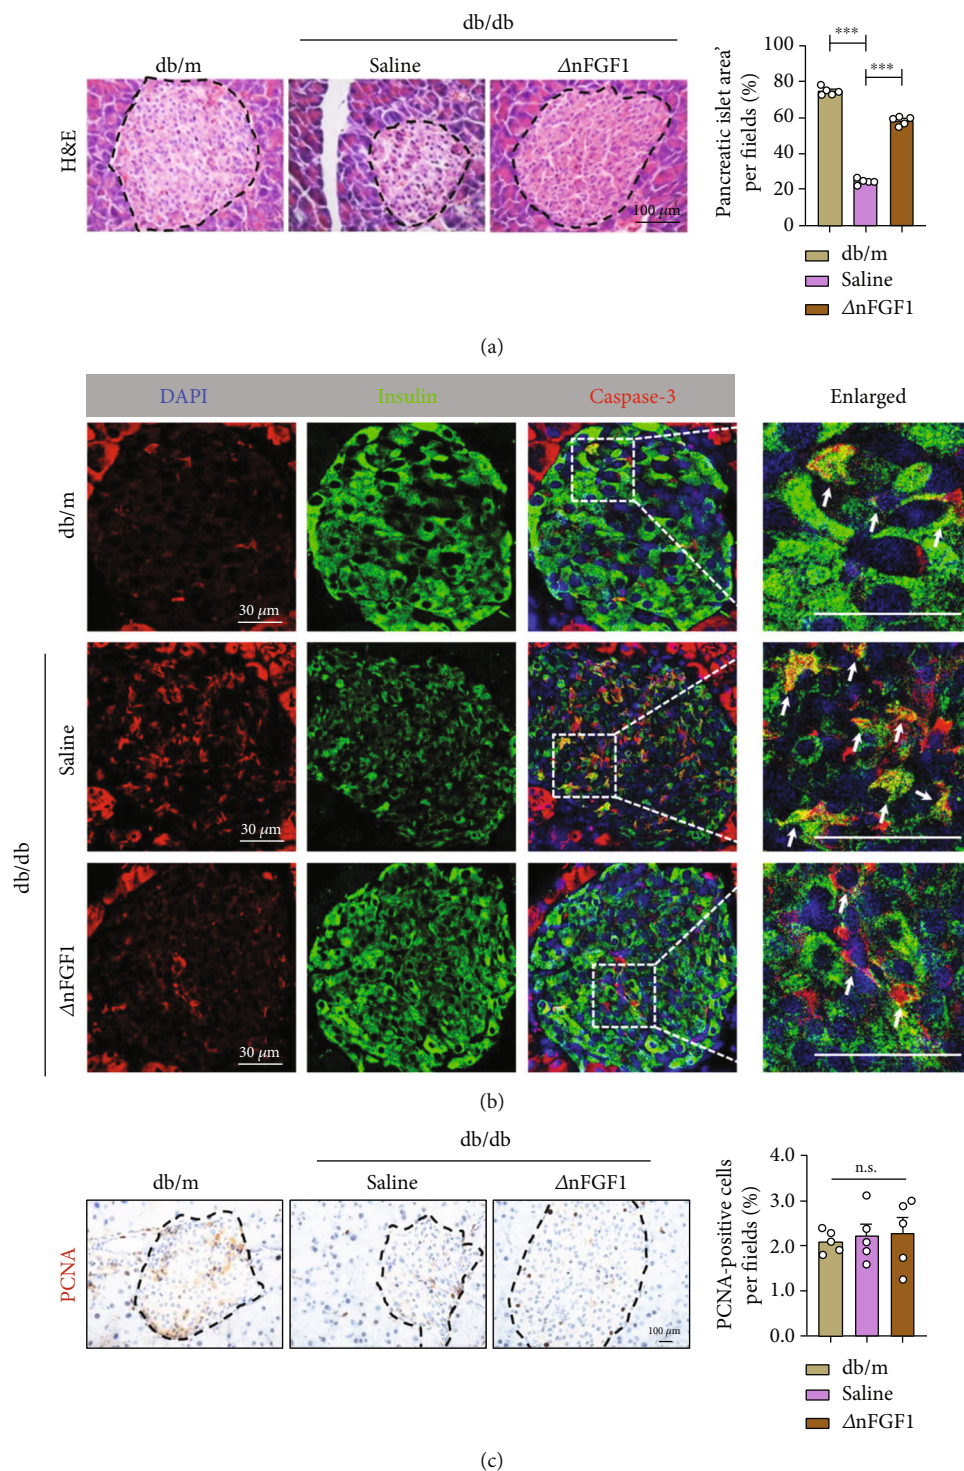 db/db
db/m
Saline
ΔnFGF1
H&E
100 μm
Pancreatic islet area'
per fiields (%)
100
80
60
40
20
0
***
***
db/m
Saline
ΔnFGF1
(a)
DAPI
Insulin
Caspase-3
Enlarged
db/m
30 μm
db/db
Saline
30 μm
ΔnFGF1
30 μm
(b)
db/db
db/m
Saline
ΔnFGF1
PCNA
100 μm
PCNA-positive cells
per fiields (%)
4.0
3.0
2.0
1.0
0.0
n.s.
db/m
Saline
ΔnFGF1
(c)